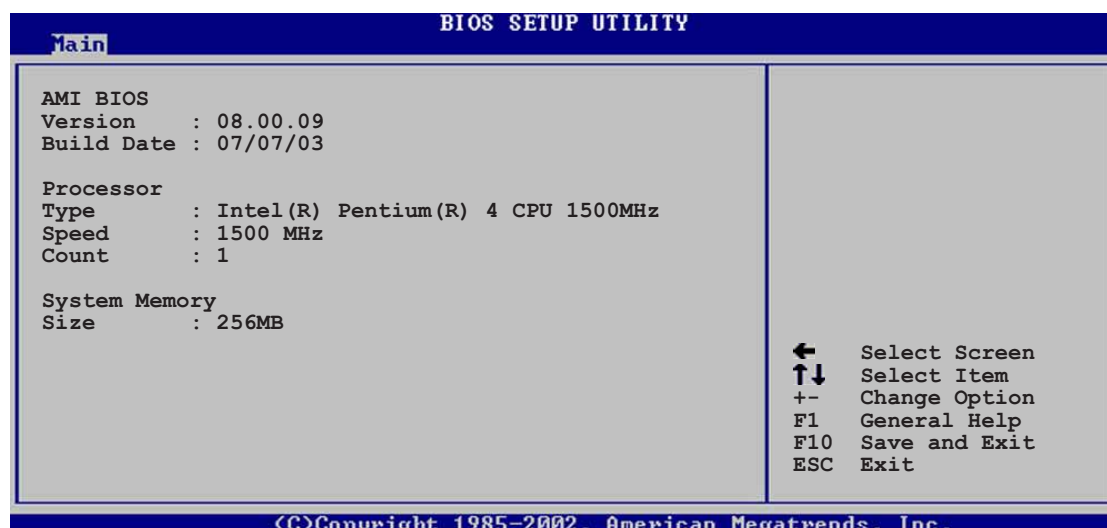 BIOS SETUP UTILITY
Main
AMI BIOS
Version : 08.00.09
Build Date : 07/07/03
Processor
Type : Intel(R) Pentium(R) 4 CPU 1500MHz
Speed : 1500 MHz
Count : 1
System Memory
Size : 256MB
← Select Screen
↑↓ Select Item
+- Change Option
F1 General Help
F10 Save and Exit
ESC Exit
(C)Copyright 1985-2002, American Megatrends, Inc.